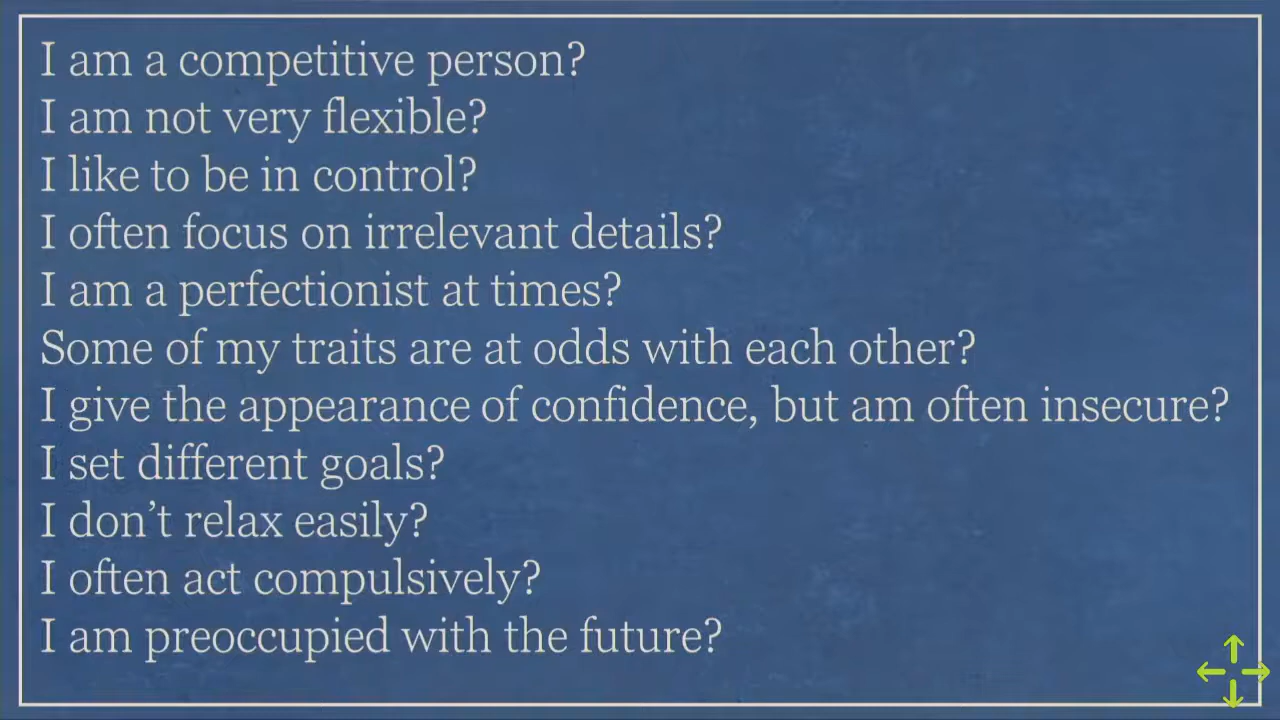 I am a competitive person?
I am not very flexible?
I like to be in control?
I often focus on irrelevant details?
I am a perfectionist at times?
Some of my traits are at odds with each other?
I give the appearance of confidence, but am often insecure?
I set different goals?
I don’t relax easily?
I often act compulsively?
I am preoccupied with the future?